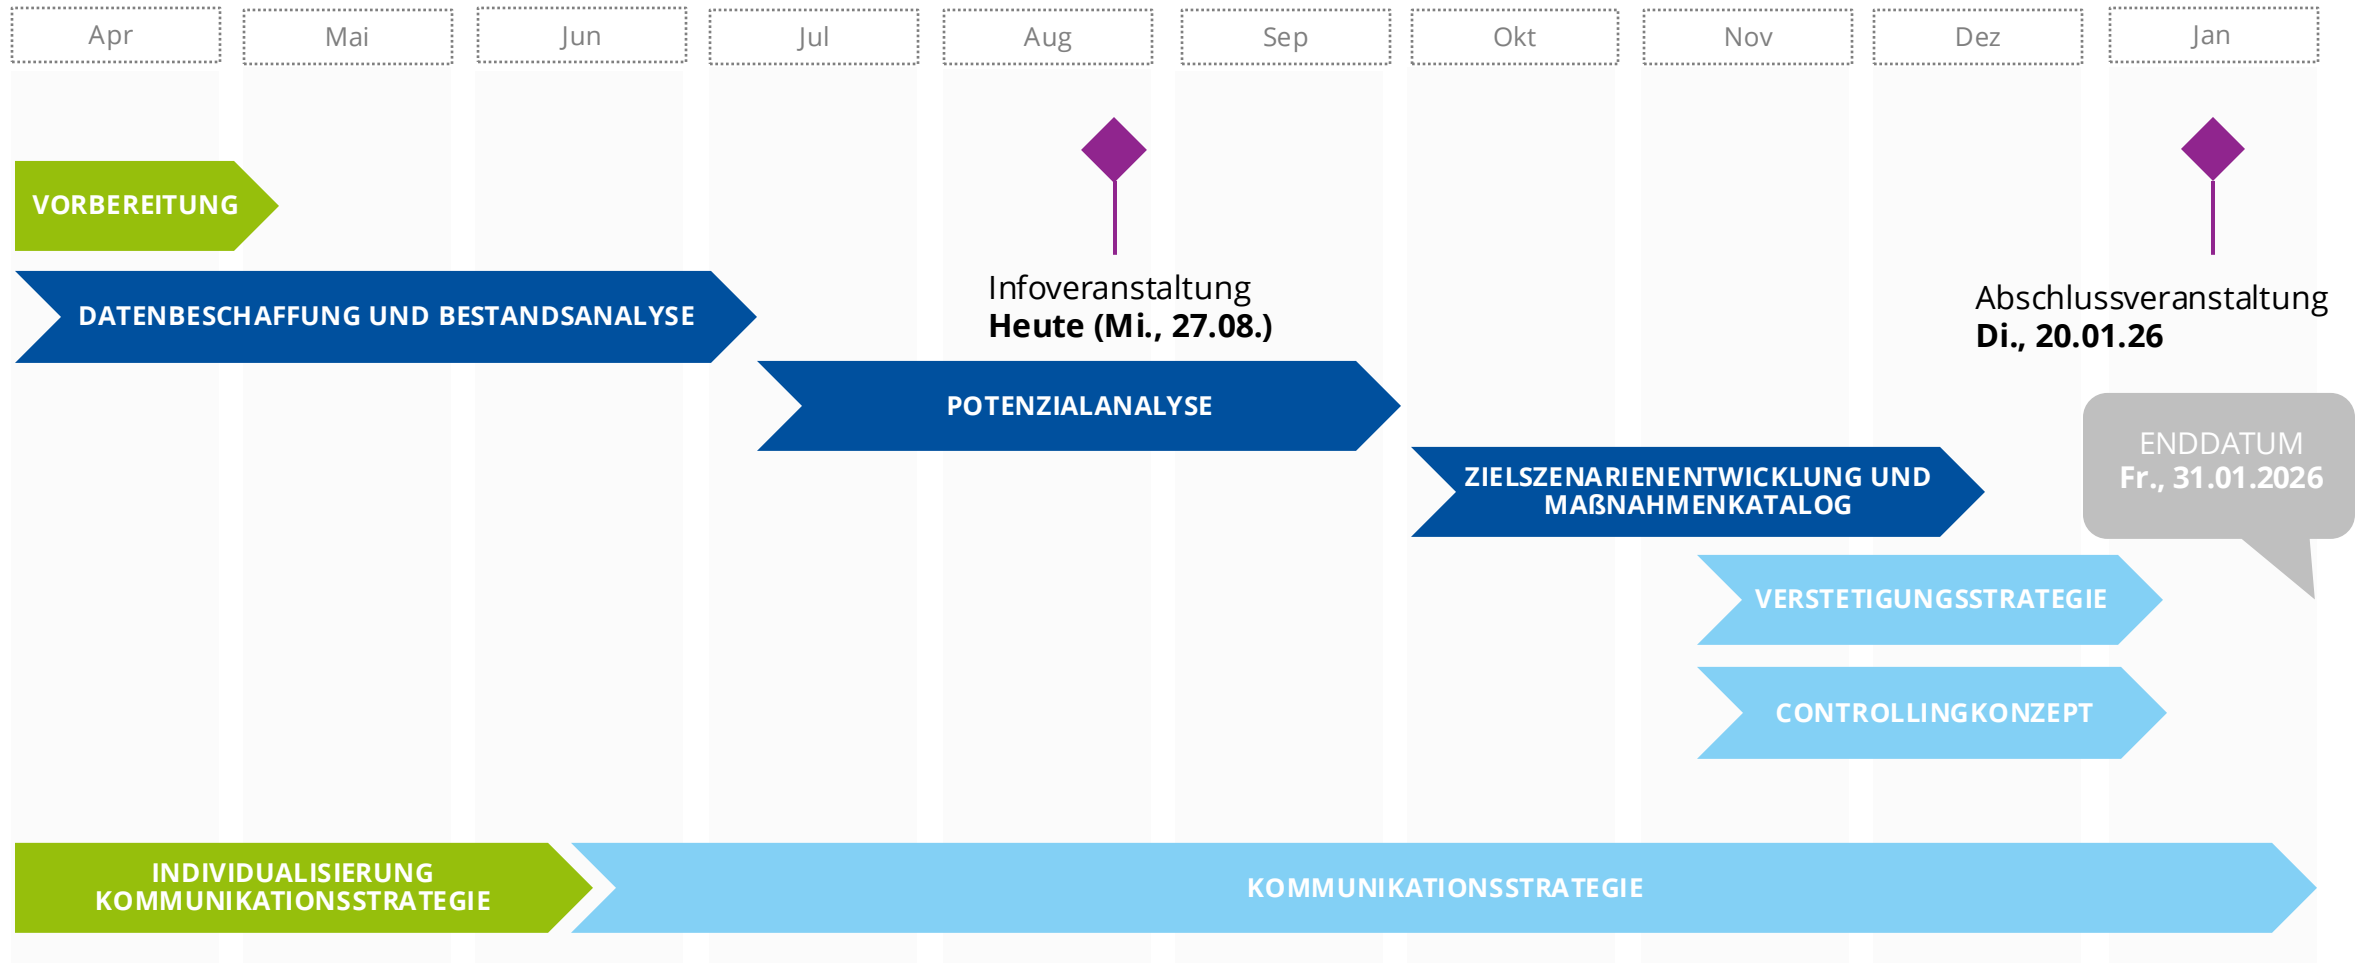 Apr
Mai
Jun
Jul
Aug
Sep
Okt
Nov
Dez
Jan
VORBEREITUNG
DATENBESCHAFFUNG UND BESTANDSANALYSE
Infoveranstaltung
Heute (Mi., 27.08.)
Abschlussveranstaltung
Di., 20.01.26
POTENZIALANALYSE
ENDDATUM
Fr., 31.01.2026
ZIELSZENARIENENTWICKLUNG UND
MAßNAHMENKATALOG
VERSTETIGUNGSSTRATEGIE
CONTROLLINGKONZEPT
INDIVIDUALISIERUNG
KOMMUNIKATIONSSTRATEGIE
KOMMUNIKATIONSSTRATEGIE